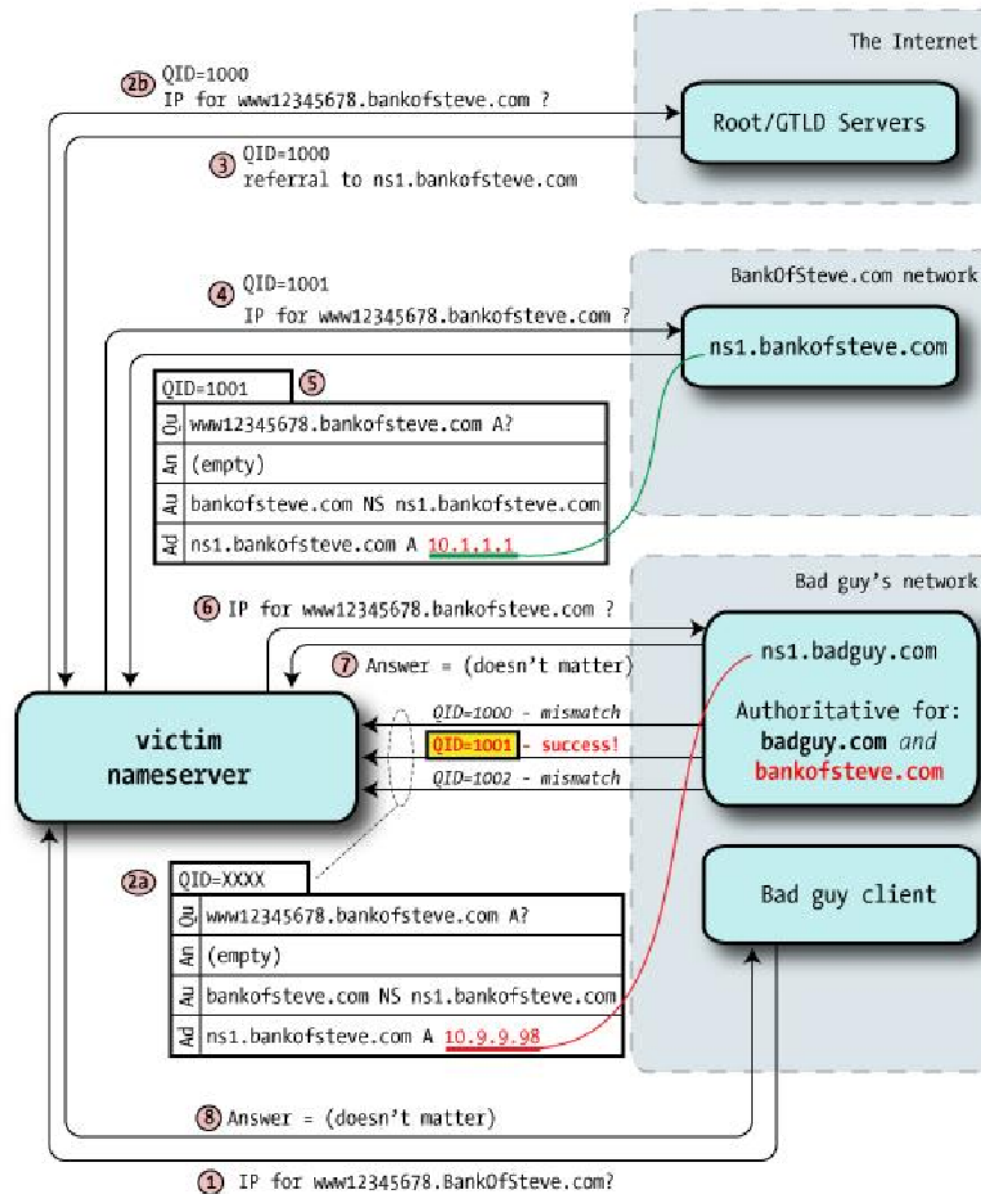 The Internet
2b QID=1000
IP for www12345678.bankofsteve.com ?
Root/GTLD Servers
3 QID=1000
referral to ns1.bankofsteve.com
BankOfSteve.com network
4 QID=1001
IP for www12345678.bankofsteve.com ?
ns1.bankofsteve.com
QID=1001 5
Qu www12345678.bankofsteve.com A?
An (empty)
Au bankofsteve.com NS ns1.bankofsteve.com
Ad ns1.bankofsteve.com A 10.1.1.1
Bad guy's network
6 IP for www12345678.bankofsteve.com ?
7 Answer = (doesn't matter)
ns1.badguy.com
Authoritative for:
badguy.com and
bankofsteve.com
QID=1000 - mismatch
QID=1001 - success!
QID=1002 - mismatch
victim
nameserver
2a QID=XXXX
Qu www12345678.bankofsteve.com A?
An (empty)
Au bankofsteve.com NS ns1.bankofsteve.com
Ad ns1.bankofsteve.com A 10.9.9.98
Bad guy client
8 Answer = (doesn't matter)
1 IP for www12345678.BankOfSteve.com?